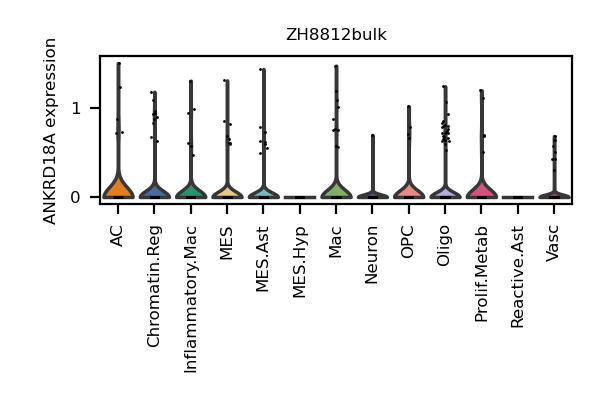 ZH8812bulk
ANKRD18A expression
1
0
AC
Chromatin.Reg
Inflammatory.Mac
MES
MES.Ast
MES.Hyp
Mac
Neuron
OPC
Oligo
Prolif.Metab
Reactive.Ast
Vasc